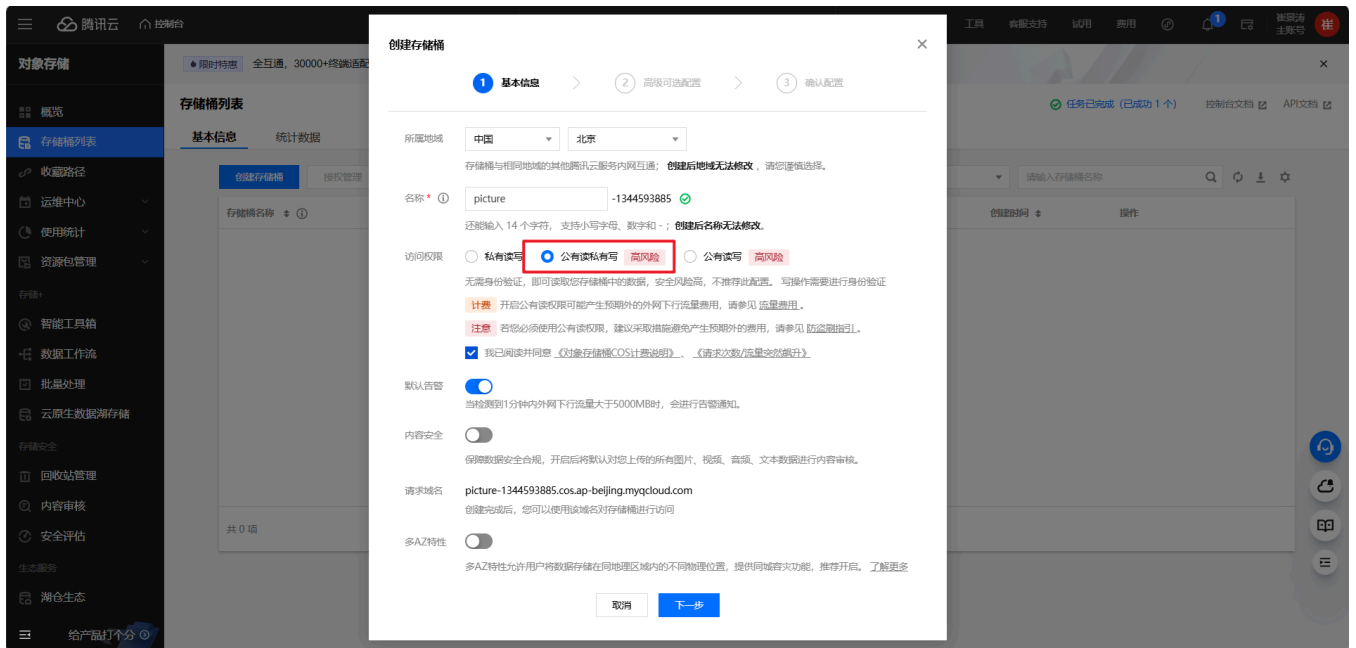 腾讯云 控制台 工具 客服支持 试用 费用 1 崔景涛 主账号 崔
对象存储
概览
存储桶列表
收藏路径
运维中心
使用统计
资源包管理
存储+
智能工具箱
数据工作流
批量处理
云原生数据湖存储
存储安全
回收站管理
内容审核
安全评估
生态服务
湖仓生态
给产品打个分
限时特惠 全互通，30000+终端适配
存储桶列表
任务已完成（已成功 1 个） 控制台文档 API文档
基本信息 统计数据
创建存储桶 授权管理 请输入存储桶名称
存储桶名称 创建时间 操作
共 0 项
创建存储桶
1 基本信息 2 高级可选配置 3 确认配置
所属地域 中国 北京
存储桶与相同地域的其他腾讯云服务内网互通；创建后地域无法修改，请您谨慎选择。
名称 * picture -1344593885
还能输入 14 个字符， 支持小写字母、数字和 - ；创建后名称无法修改。
访问权限 私有读写 公有读私有写 高风险 公有读写 高风险
无需身份验证，即可读取您存储桶中的数据，安全风险高，不推荐此配置。 写操作需要进行身份验证
计费 开启公有读权限可能产生预期外的外网下行流量费用，请参见 流量费用 。
注意 若您必须使用公有读权限，建议采取措施避免产生预期外的费用，请参见 防盗刷指引 。
我已阅读并同意 《对象存储桶COS计费说明》 、 《请求次数/流量突然飙升》
默认告警
当检测到1分钟内外网下行流量大于5000MB时，会进行告警通知。
内容安全
保障数据安全合规，开启后将默认对您上传的所有图片、视频、音频、文本数据进行内容审核。
请求域名 picture-1344593885.cos.ap-beijing.myqcloud.com
创建完成后，您可以使用该域名对存储桶进行访问
多AZ特性
多AZ特性允许用户将数据存储在同地理区域内的不同物理位置，提供同城容灾功能，推荐开启。 了解更多
取消 下一步